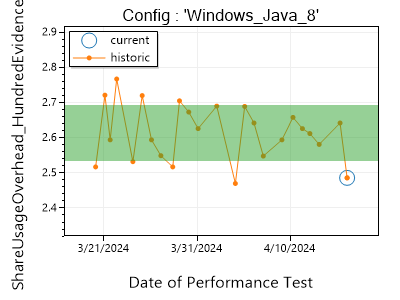 Config : 'Windows_Java_8'
current
historic
2.9
2.8
2.7
2.6
2.5
2.4
3/21/2024
3/31/2024
4/10/2024
Date of Performance Test
ShareUsageOverhead_HundredEvidence